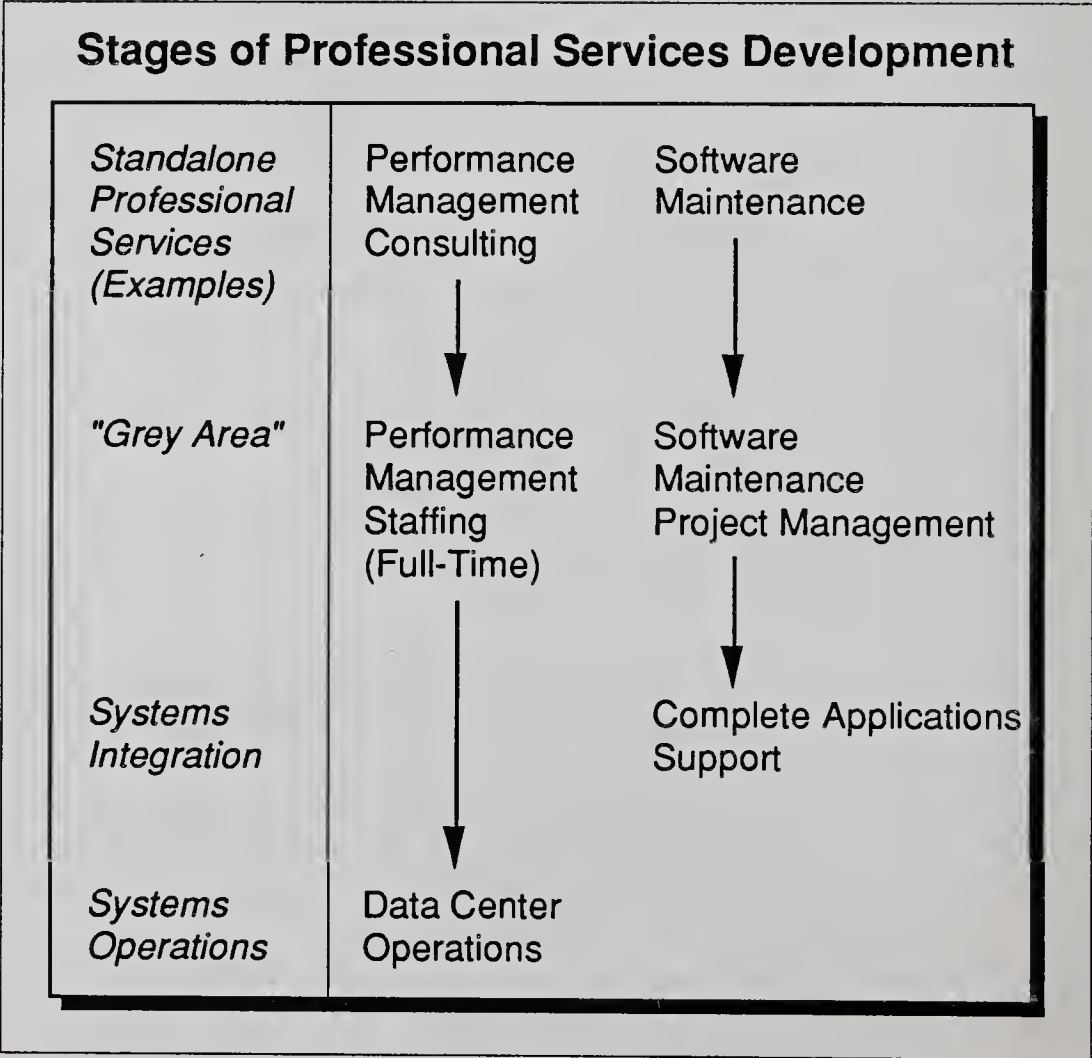 Stages of Professional Services Development
Standalone
Professional
Services
(Examples)
Performance
Management
Consulting
Software
Maintenance
"Grey Area"
Performance
Management
Staffing
(Full-Time)
Software
Maintenance
Project Management
Systems
Integration
Complete Applications
Support
Systems
Operations
Data Center
Operations